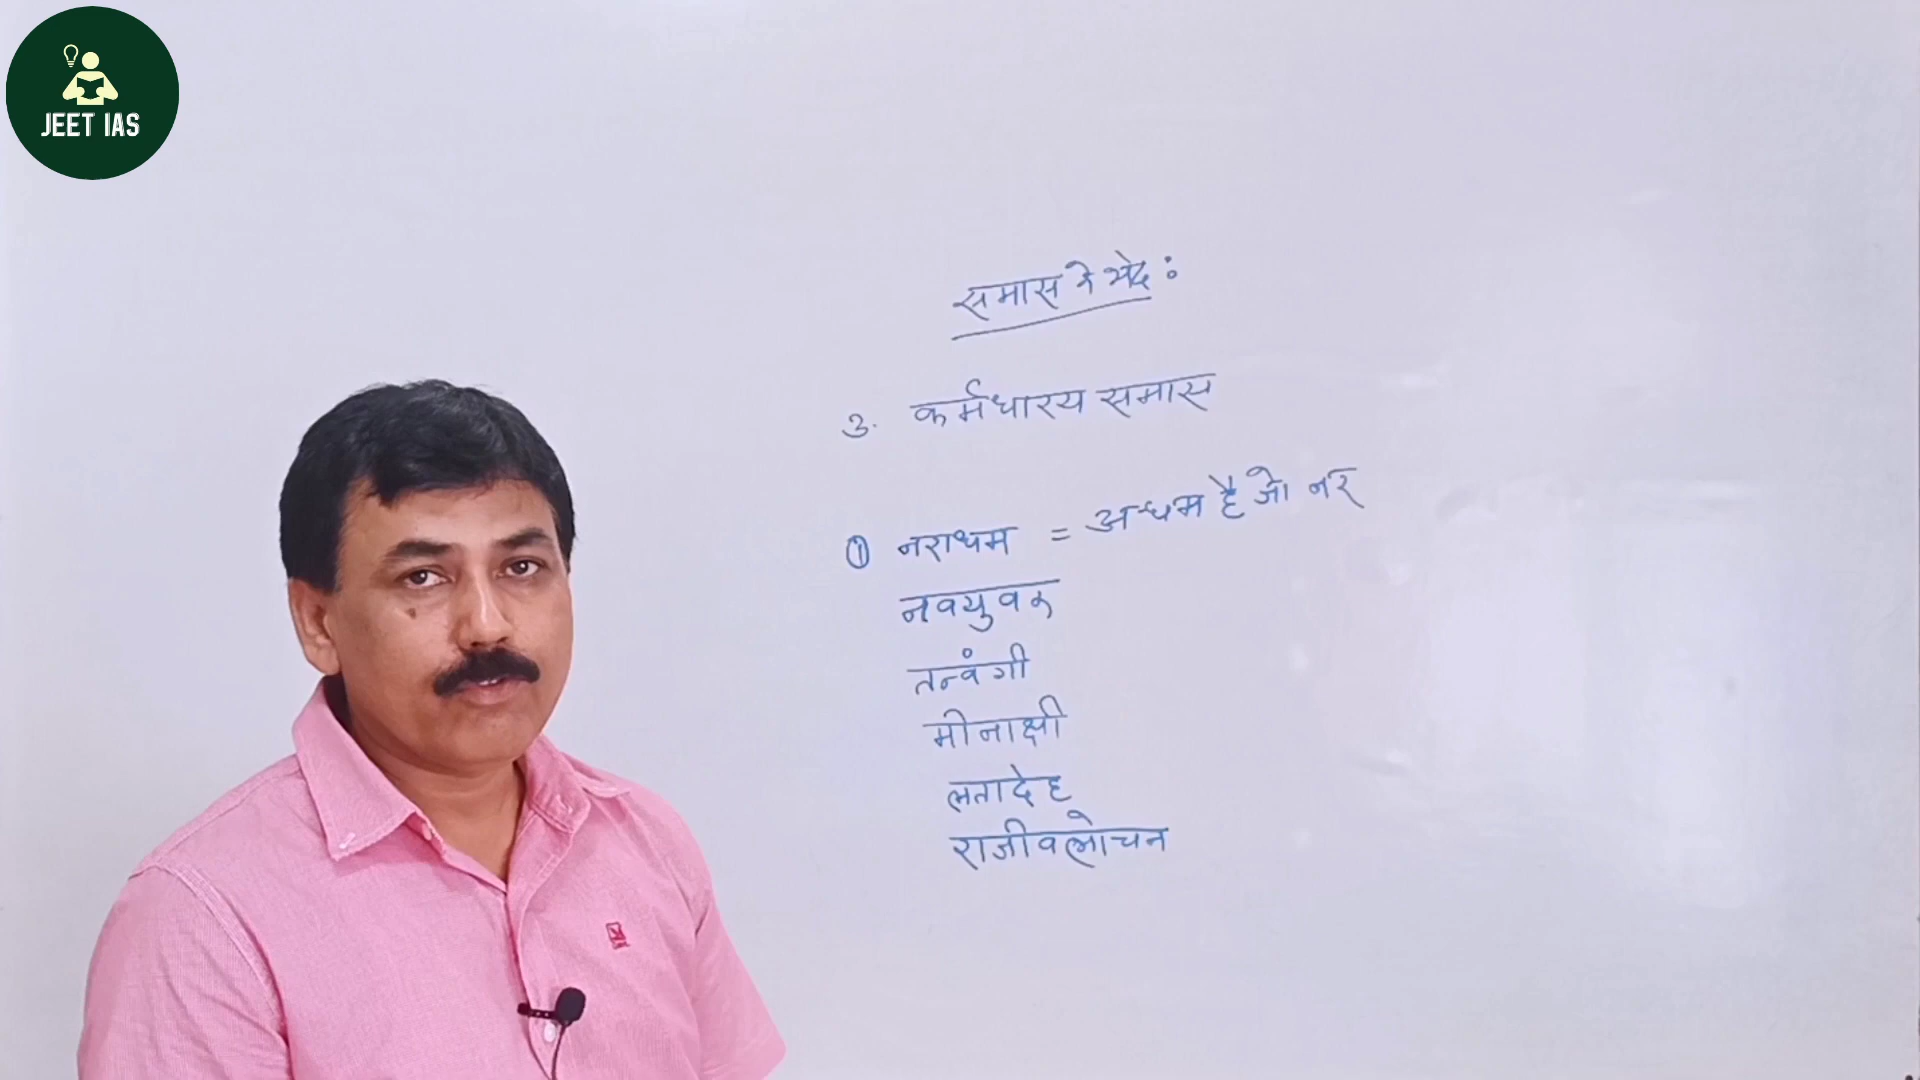 JEET IAS
समास के भेद :
3. कर्मधारय समास
① नराधम = अधम है जो नर
नवयुवक
तन्वंगी
मीनाक्षी
लतादेह
राजीवलोचन